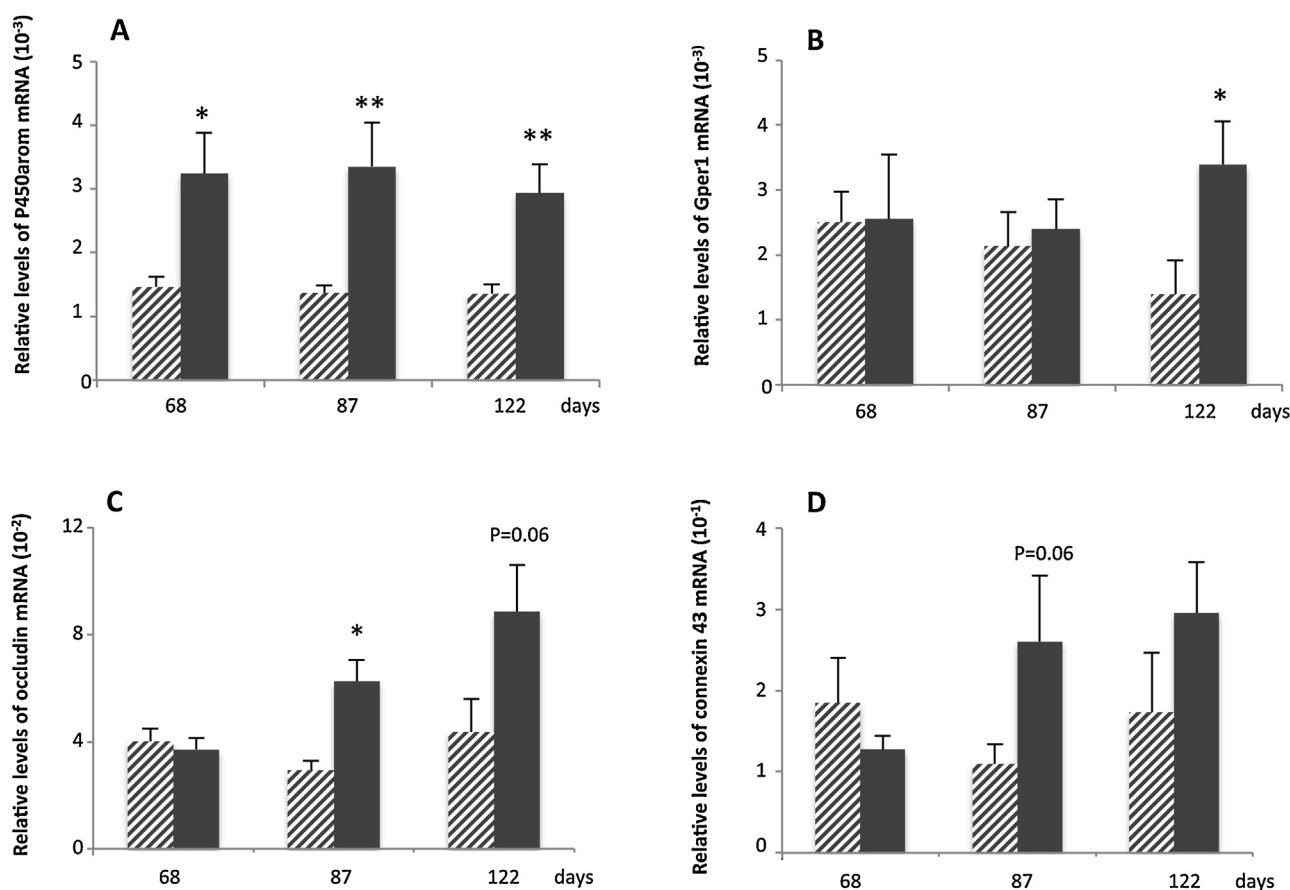 A
Relative levels of P450arom mRNA (10-3)
5
4
3
2
1
0
*
**
**
68 87 122 days
B
Relative levels of Gper1 mRNA (10-3)
5
4
3
2
1
0
*
68 87 122 days
C
Relative levels of occludin mRNA (10-2)
12
8
4
0
*
P=0.06
68 87 122 days
D
Relative levels of connexin 43 mRNA (10-1)
4
3
2
1
0
P=0.06
68 87 122 days